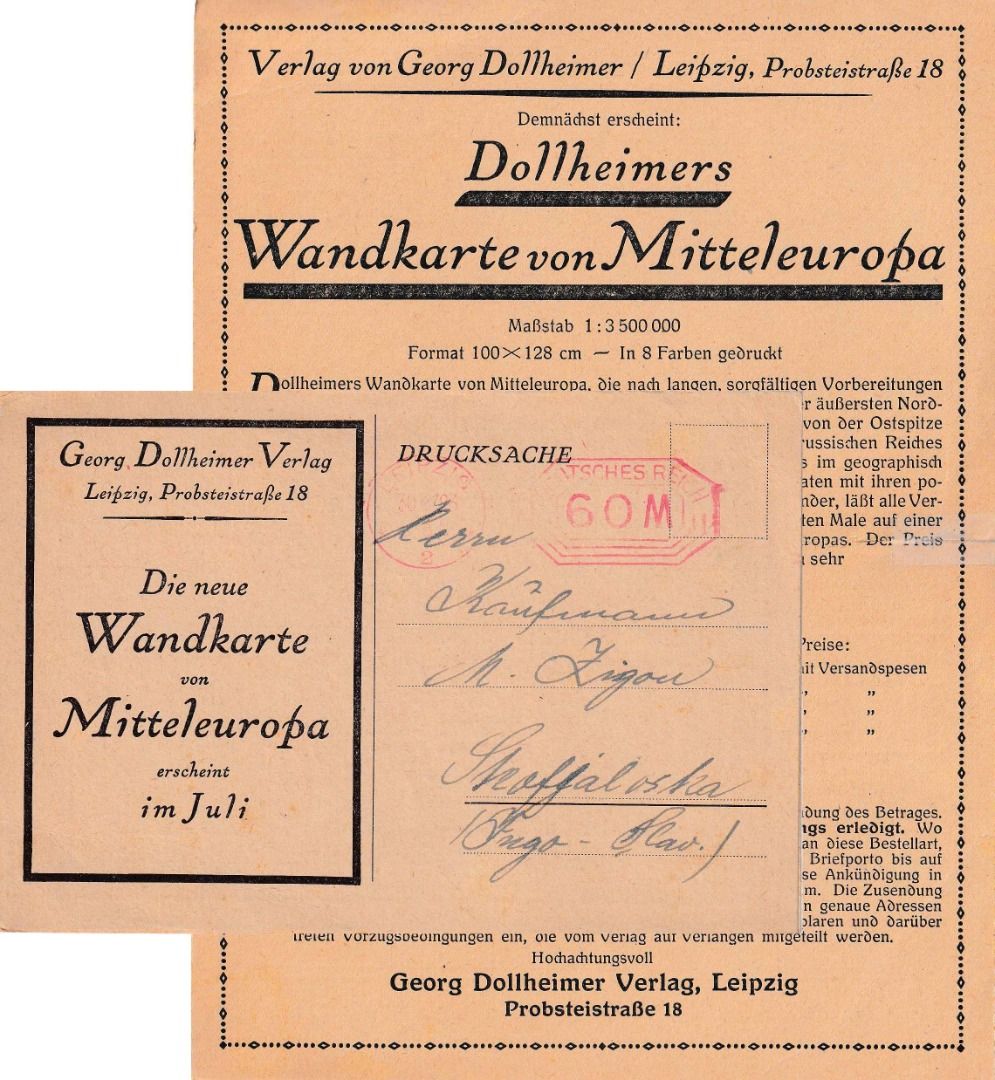 Verlag von Georg Dollheimer / Leipzig, Probsteistraße 18
Demnächst erscheint:
Dollheimers
Wandkarte von Mitteleuropa
Maßstab 1 : 3 500 000
Format 100×128 cm — In 8 Farben gedruckt
Dollheimers Wandkarte von Mitteleuropa, die nach langen, sorgfältigen Vorbereitungen
r äußersten Nord-
von der Ostspitze
russischen Reiches
s im geographisch
aten mit ihren po-
nder, läßt alle Ver-
ten Male auf einer
ropas. Der Preis
sehr
Preise:
it Versandspesen
" "
" "
" "
dung des Betrages.
ngs erledigt. Wo
an diese Bestellart,
Briefporto bis auf
se Ankündigung in
m. Die Zusendung
n genaue Adressen
plaren und darüber
treten Vorzugsbedingungen ein, die vom Verlag auf Verlangen mitgeteilt werden.
Hochachtungsvoll
Georg Dollheimer Verlag, Leipzig
Probsteistraße 18
Georg Dollheimer Verlag
Leipzig, Probsteistraße 18
Die neue
Wandkarte
von
Mitteleuropa
erscheint
im Juli
DRUCKSACHE
DEUTSCHES REICH
60 M
2
Herrn
Kaufmann
M. Zigon
Skofjaloska
(Jugo-Slav.)